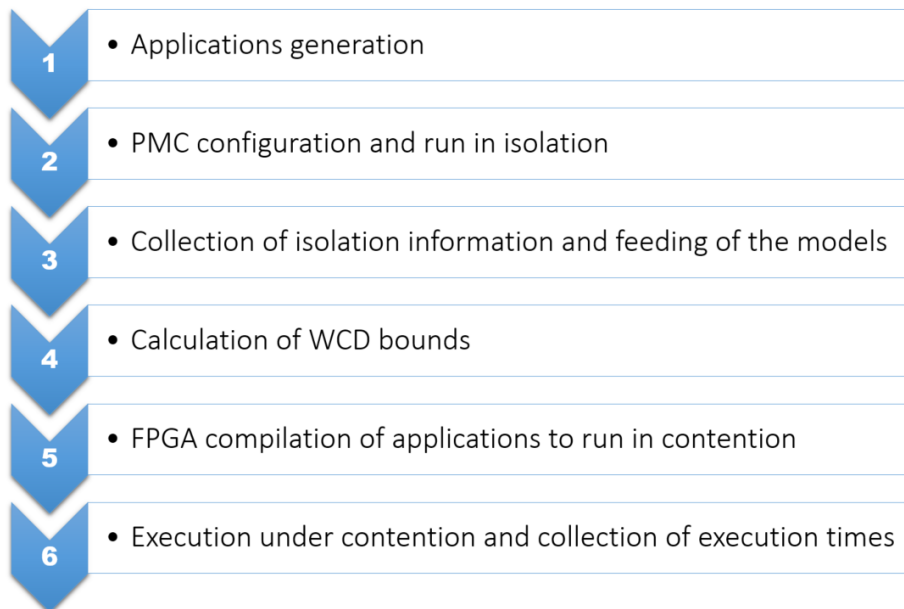 1
• Applications generation
2
• PMC configuration and run in isolation
3
• Collection of isolation information and feeding of the models
4
• Calculation of WCD bounds
5
• FPGA compilation of applications to run in contention
6
• Execution under contention and collection of execution times